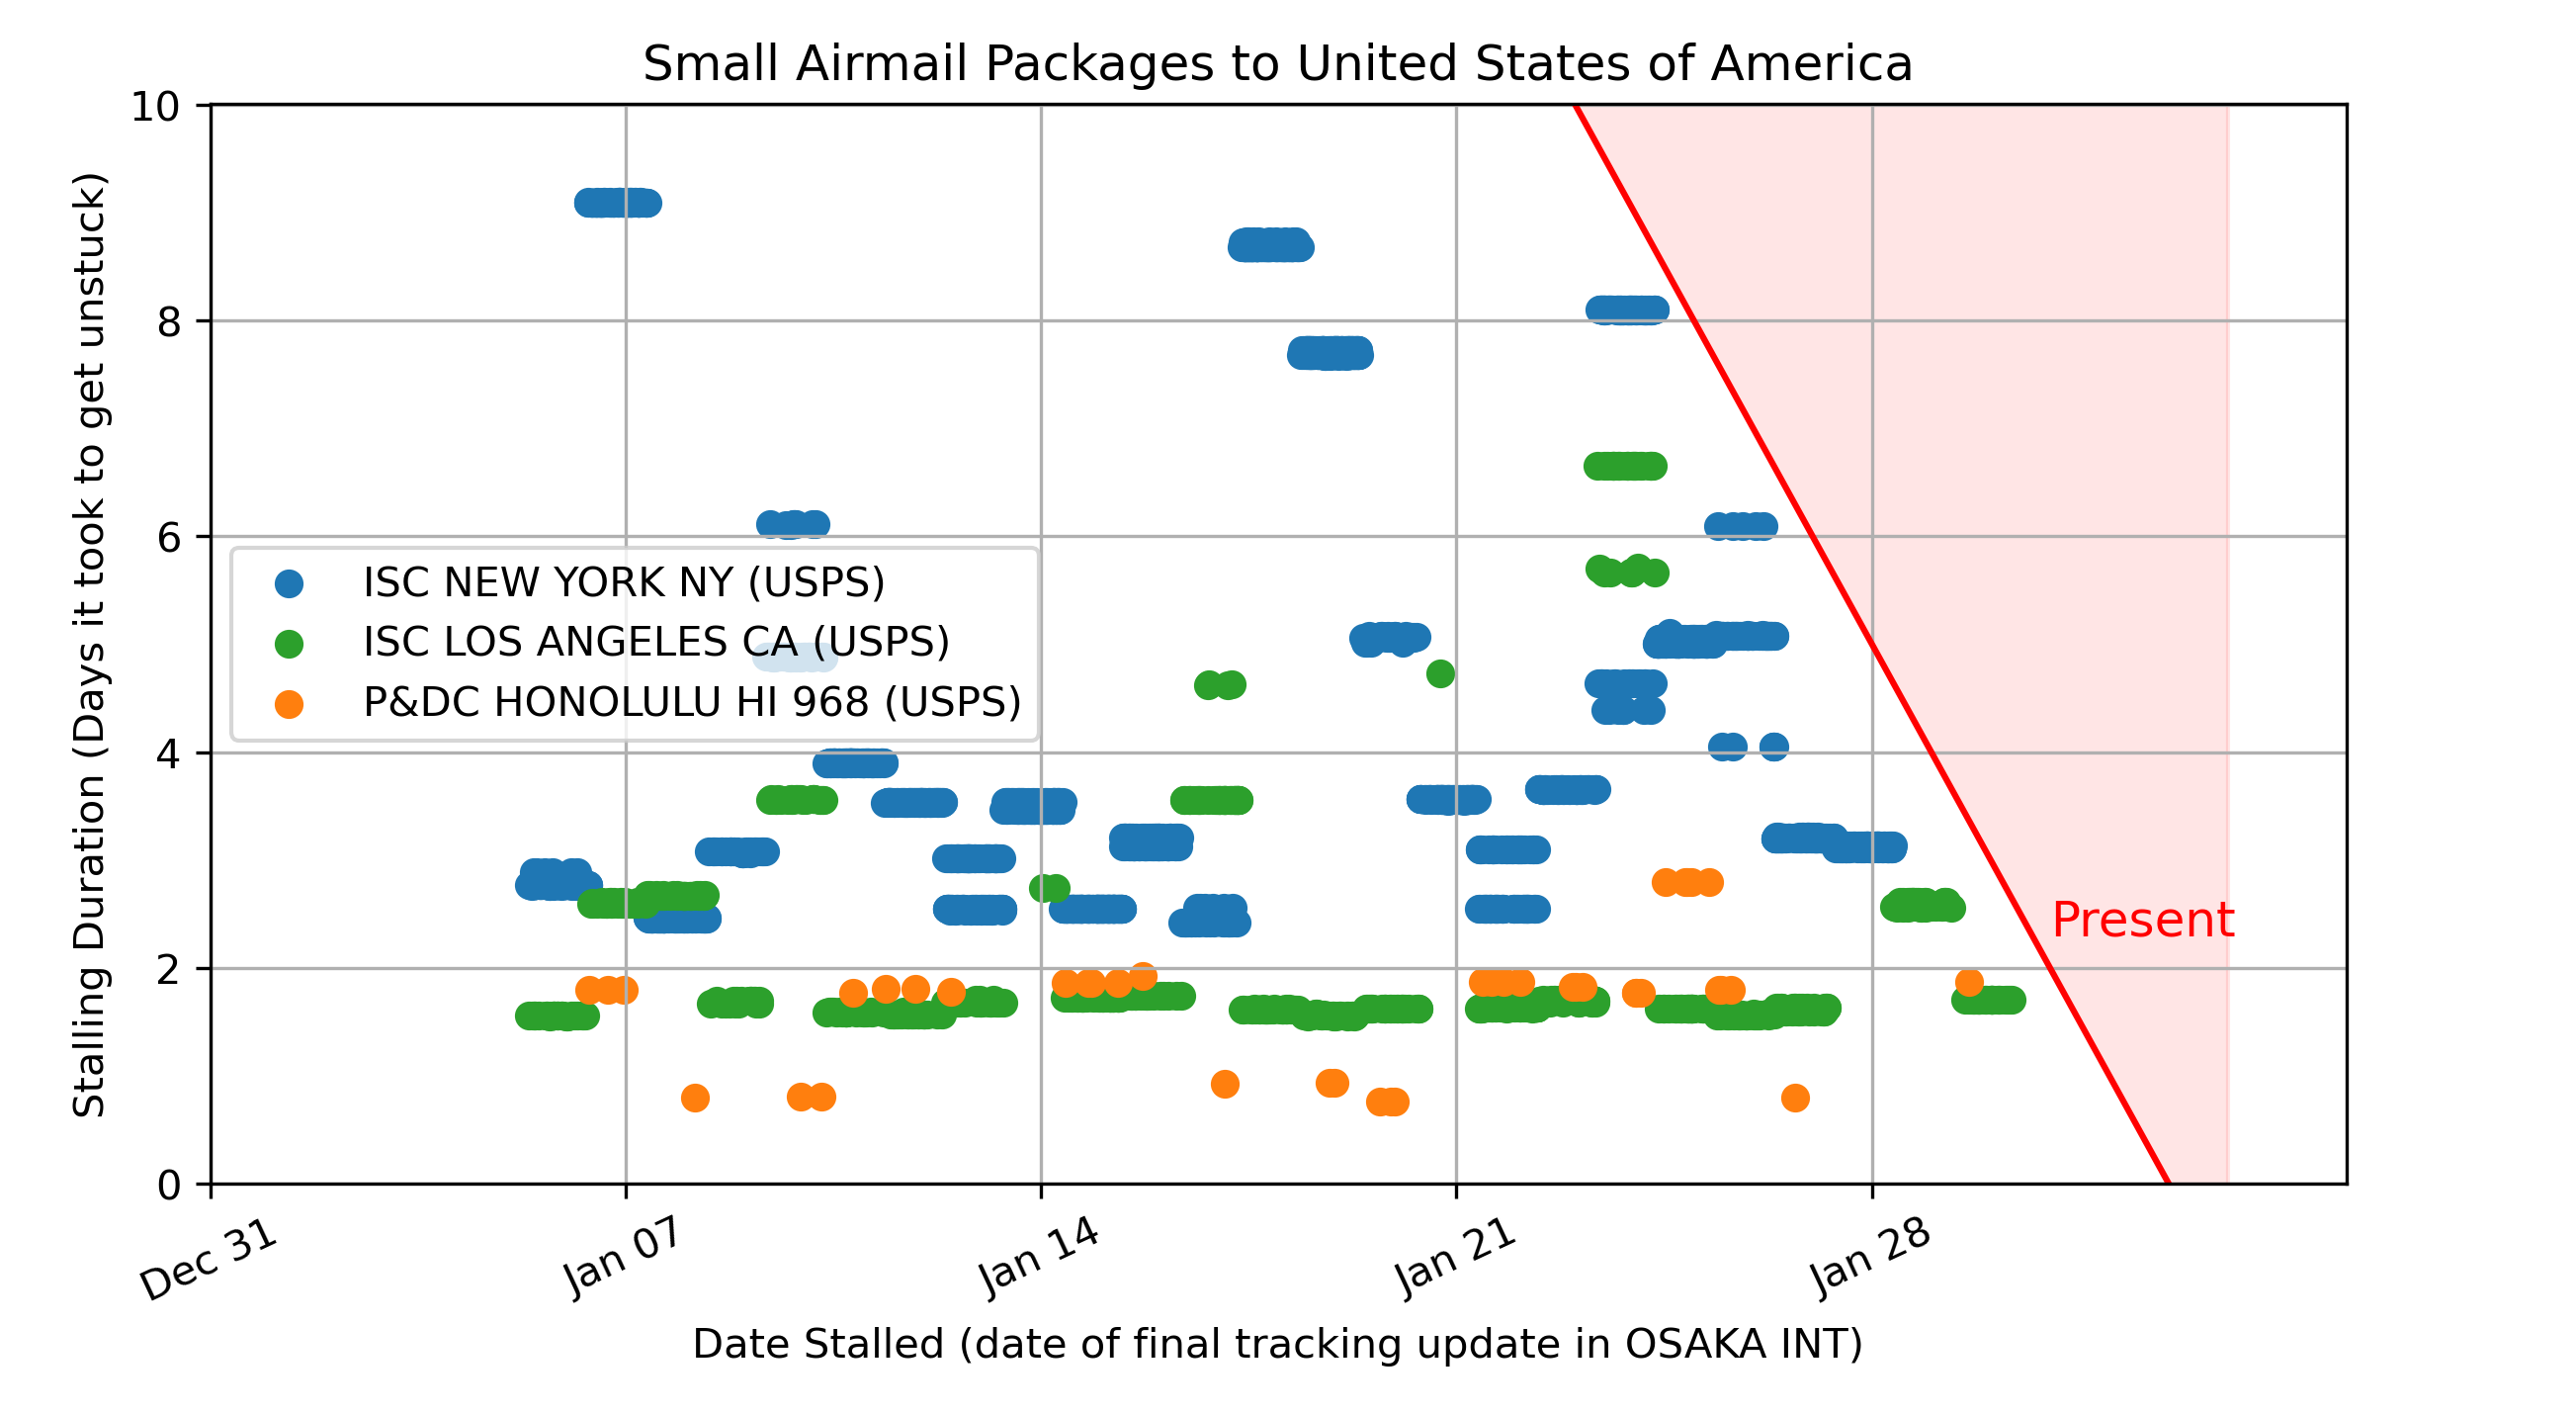 Small Airmail Packages to United States of America
Stalling Duration (Days it took to get unstuck)
10
8
6
4
2
0
ISC NEW YORK NY (USPS)
ISC LOS ANGELES CA (USPS)
P&DC HONOLULU HI 968 (USPS)
Present
Dec 31
Jan 07
Jan 14
Jan 21
Jan 28
Date Stalled (date of final tracking update in OSAKA INT)